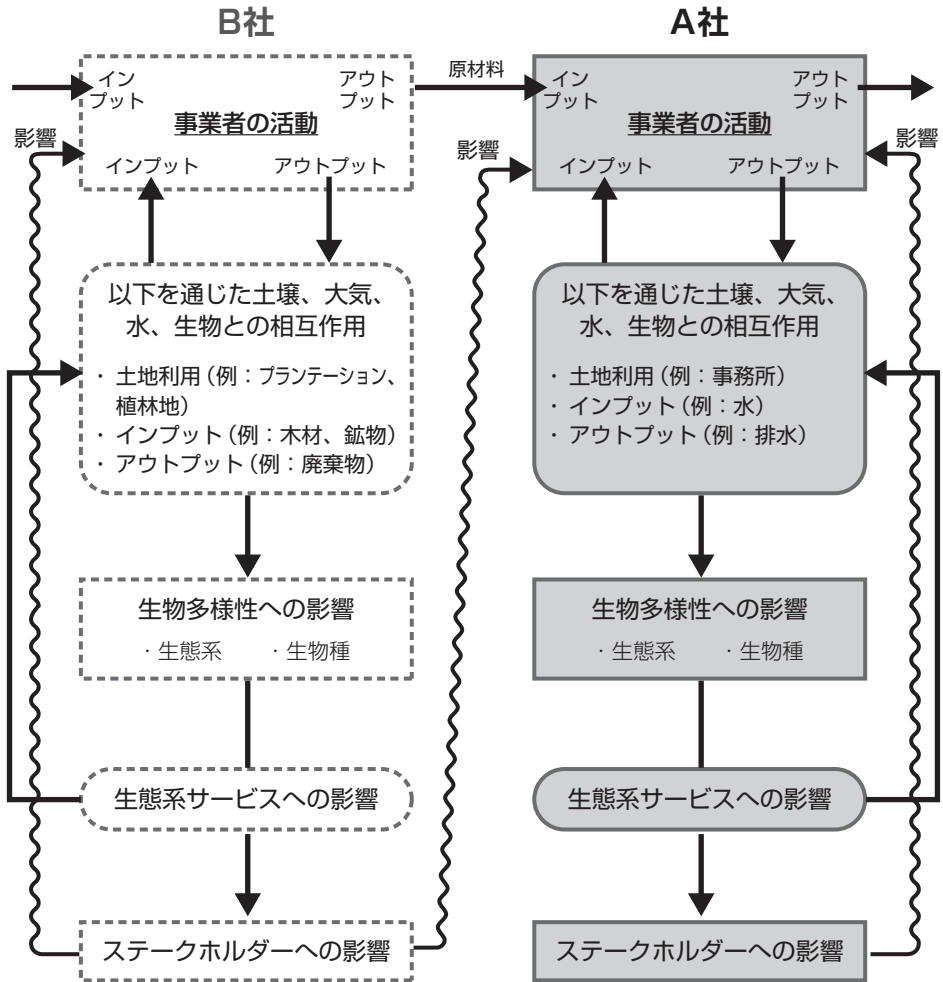 B社
イン
プット
アウト
プット
事業者の活動
インプット
アウトプット
影響
以下を通じた土壌、大気、
水、生物との相互作用
・ 土地利用（例：プランテーション、
植林地）
・ インプット（例：木材、鉱物）
・ アウトプット（例：廃棄物）
生物多様性への影響
・生態系
・生物種
生態系サービスへの影響
ステークホルダーへの影響
原材料
影響
A社
イン
プット
アウト
プット
事業者の活動
インプット
アウトプット
影響
以下を通じた土壌、大気、
水、生物との相互作用
・ 土地利用（例：事務所）
・ インプット（例：水）
・ アウトプット（例：排水）
生物多様性への影響
・生態系
・生物種
生態系サービスへの影響
ステークホルダーへの影響